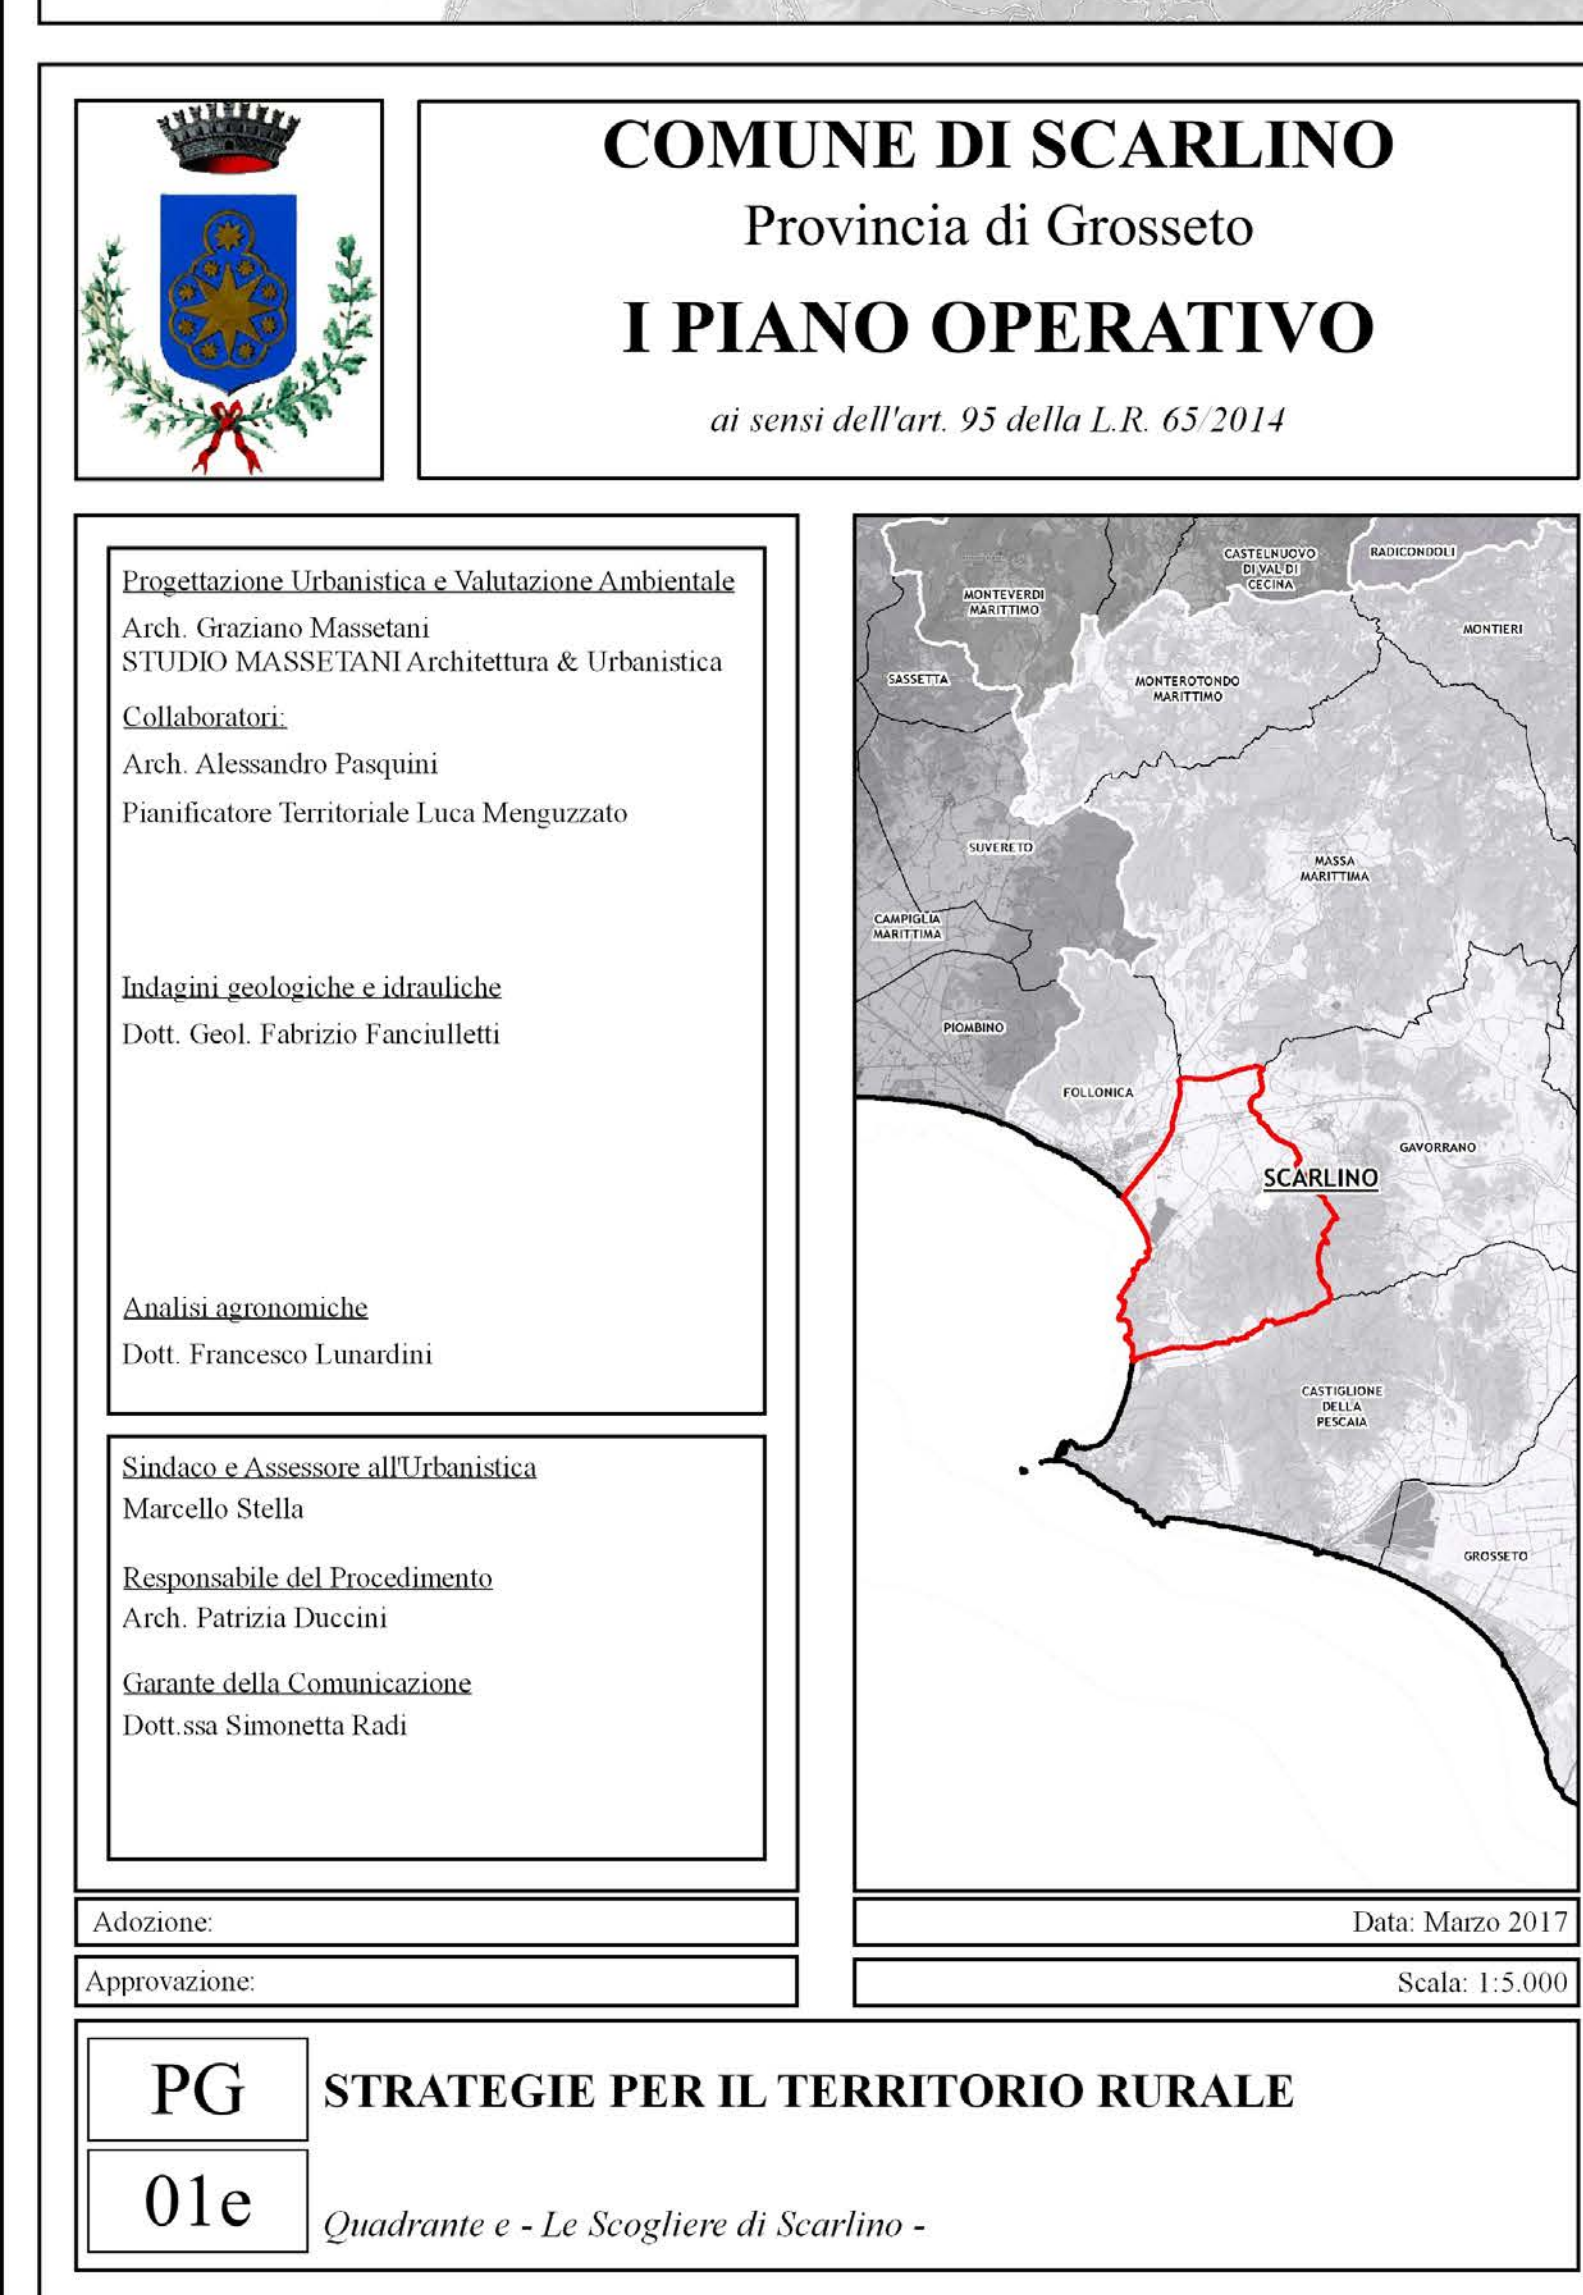 COMUNE DI SCARLINO
Provincia di Grosseto
I PIANO OPERATIVO
ai sensi dell'art. 95 della L.R. 65/2014
Progettazione Urbanistica e Valutazione Ambientale
Arch. Graziano Massetani
STUDIO MASSETANI Architettura & Urbanistica
Collaboratori:
Arch. Alessandro Pasquini
Pianificatore Territoriale Luca Menguzzato
Indagini geologiche e idrauliche
Dott. Geol. Fabrizio Fanciulletti
Analisi agronomiche
Dott. Francesco Lunardini
Sindaco e Assessore all'Urbanistica
Marcello Stella
Responsabile del Procedimento
Arch. Patrizia Duccini
Garante della Comunicazione
Dott.ssa Simonetta Radi
CASTELNUOVO
DI VAL DI
CECINA
RADICONDOLI
MONTEVERDI
MARITTIMO
MONTIERI
SASSETTA
MONTEROTONDO
MARITTIMO
SUVERETO
MASSA
MARITTIMA
CAMPIGLIA
MARITTIMA
PIOMBINO
FOLLONICA
GAVORRANO
SCARLINO
CASTIGLIONE
DELLA
PESCAIA
GROSSETO
Adozione:
Data: Marzo 2017
Approvazione:
Scala: 1:5.000
PG
STRATEGIE PER IL TERRITORIO RURALE
01e
Quadrante e - Le Scogliere di Scarlino -